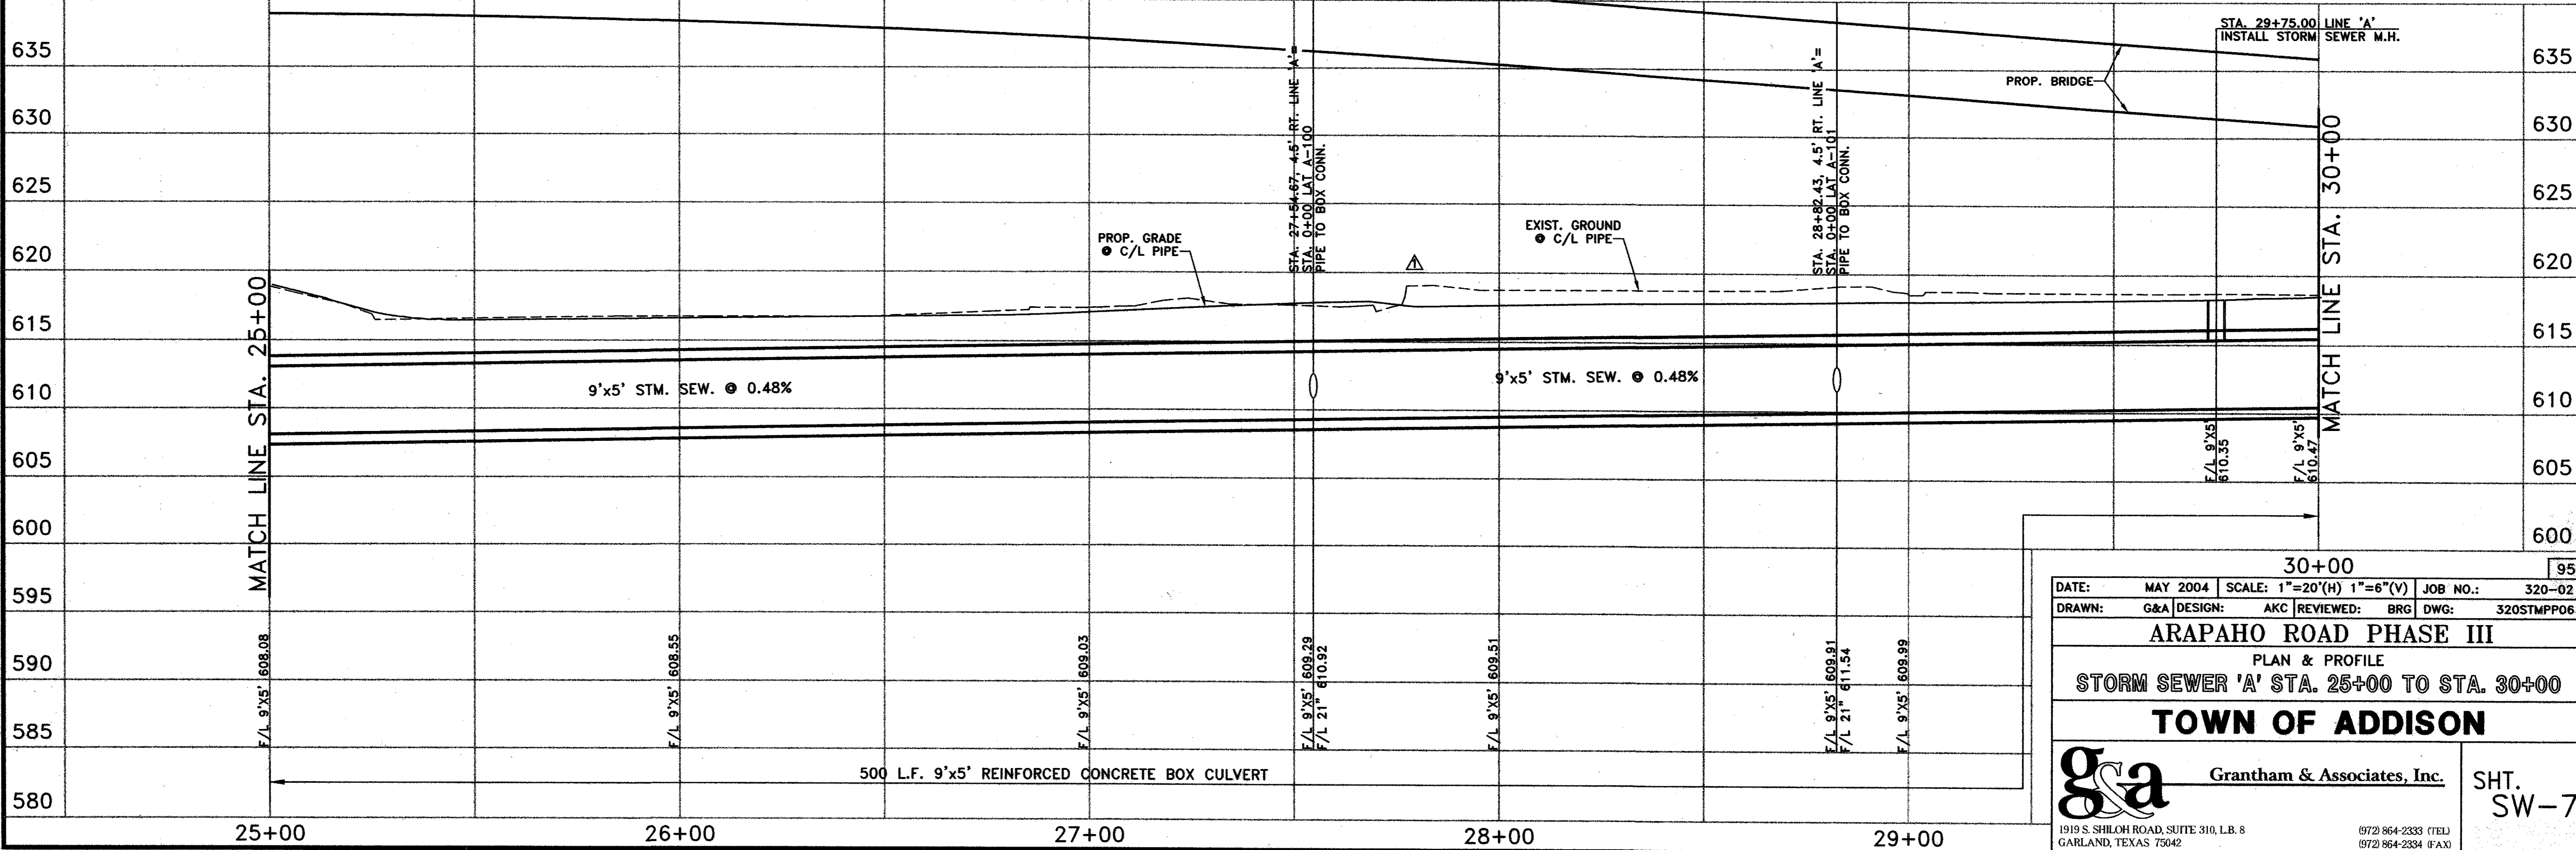 STA. 29+75.00 LINE 'A'
INSTALL STORM SEWER M.H.
PROP. BRIDGE
635
630
625
620
615
610
605
600
595
590
585
580
635
630
625
620
615
610
605
600
MATCH LINE STA. 25+00
STA. 27+54.67, 4.5' RT. LINE 'A'=
STA. 0+00 LAT A-100
PIPE TO BOX CONN.
STA. 28+82.43, 4.5' RT. LINE 'A'=
STA. 0+00 LAT A-101
PIPE TO BOX CONN.
MATCH LINE STA. 30+00
PROP. GRADE
@ C/L PIPE
1
EXIST. GROUND
@ C/L PIPE
9'x5' STM. SEW. @ 0.48%
9'x5' STM. SEW. @ 0.48%
F/L 9'X5'
610.35
F/L 9'X5'
610.47
F/L 9'X5' 608.08
F/L 9'X5' 608.55
F/L 9'X5' 609.03
F/L 9'X5' 609.29
F/L 21" 610.92
F/L 9'X5' 609.51
F/L 9'X5' 609.91
F/L 21" 611.54
F/L 9'X5' 609.99
500 L.F. 9'x5' REINFORCED CONCRETE BOX CULVERT
25+00
26+00
27+00
28+00
29+00
30+00
95
DATE: MAY 2004 SCALE: 1"=20'(H) 1"=6"(V) JOB NO.: 320-02
DRAWN: G&A DESIGN: AKC REVIEWED: BRG DWG: 320STMPP06
ARAPAHO ROAD PHASE III
PLAN & PROFILE
STORM SEWER 'A' STA. 25+00 TO STA. 30+00
TOWN OF ADDISON
g&a
Grantham & Associates, Inc.
1919 S. SHILOH ROAD, SUITE 310, L.B. 8
GARLAND, TEXAS 75042
(972) 864-2333 (TEL)
(972) 864-2334 (FAX)
SHT.
SW-7